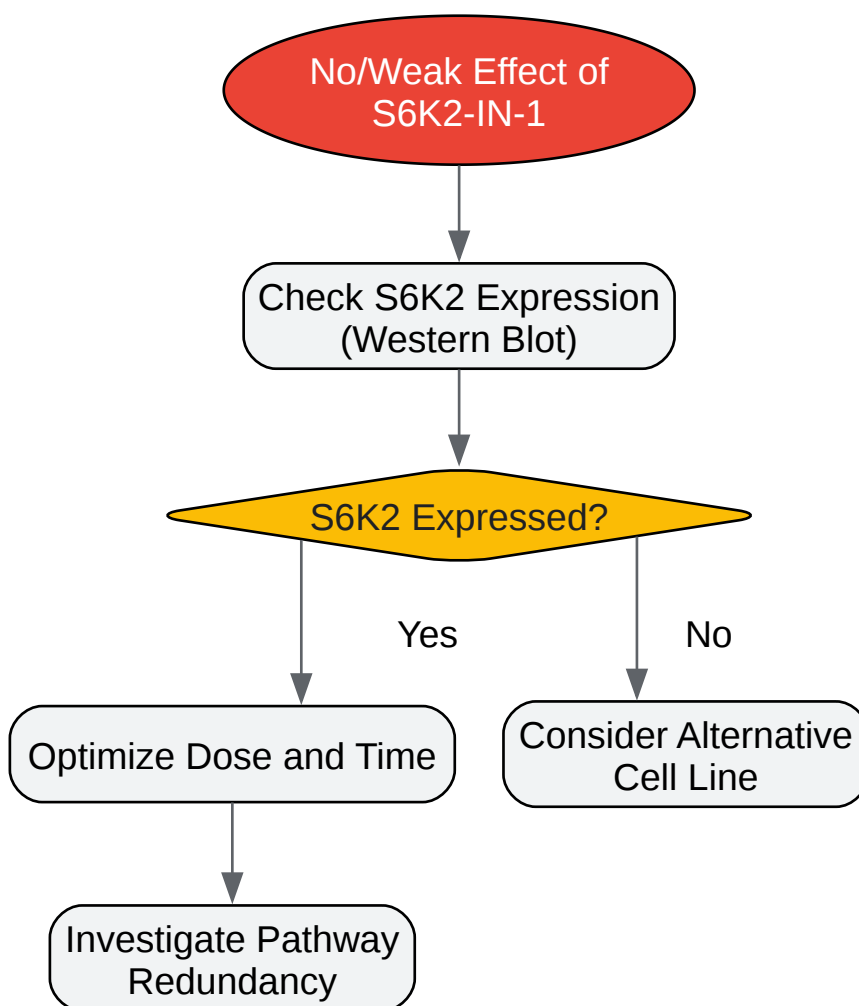 No/Weak Effect of
S6K2-IN-1
Check S6K2 Expression
(Western Blot)
S6K2 Expressed?
Yes
No
Optimize Dose and Time
Consider Alternative
Cell Line
Investigate Pathway
Redundancy